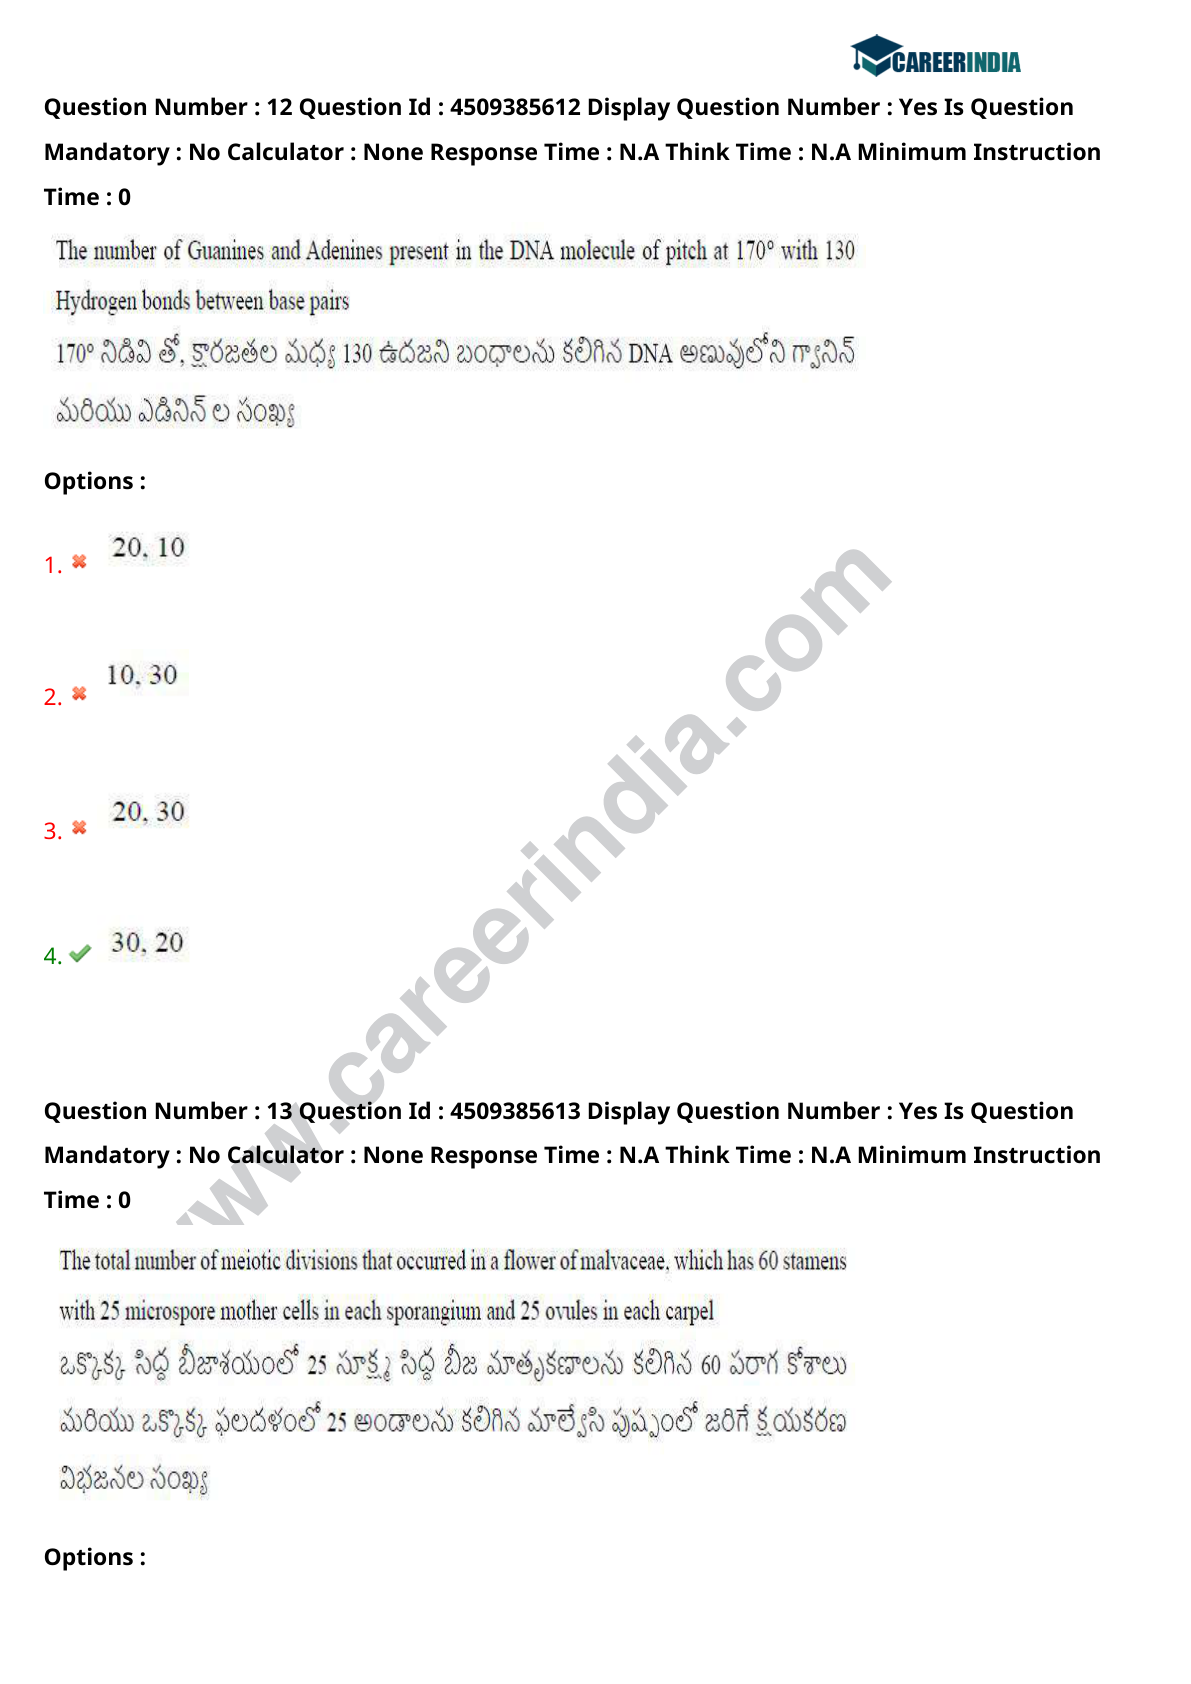 CAREERINDIA
Question Number : 12 Question Id : 4509385612 Display Question Number : Yes Is Question
Mandatory : No Calculator : None Response Time : N.A Think Time : N.A Minimum Instruction
Time : 0
The number of Guanines and Adenines present in the DNA molecule of pitch at 170° with 130
Hydrogen bonds between base pairs
170° నిడివి తో, క్షారజతల మధ్య 130 ఉదజని బంధాలను కలిగిన DNA అణువులోని గ్వానిన్
మరియు ఎడినిన్ ల సంఖ్య
Options :
1. 20, 10
2. 10, 30
3. 20, 30
4. 30, 20
www.careerindia.com
Question Number : 13 Question Id : 4509385613 Display Question Number : Yes Is Question
Mandatory : No Calculator : None Response Time : N.A Think Time : N.A Minimum Instruction
Time : 0
The total number of meiotic divisions that occurred in a flower of malvaceae, which has 60 stamens
with 25 microspore mother cells in each sporangium and 25 ovules in each carpel
ఒక్కొక్క సిద్ధ బీజాశయంలో 25 సూక్ష్మ సిద్ధ బీజ మాతృకణాలను కలిగిన 60 పరాగ కోశాలు
మరియు ఒక్కొక్క ఫలదళంలో 25 అండాలను కలిగిన మాల్వేసి పుష్పంలో జరిగే క్షయకరణ
విభజనల సంఖ్య
Options :